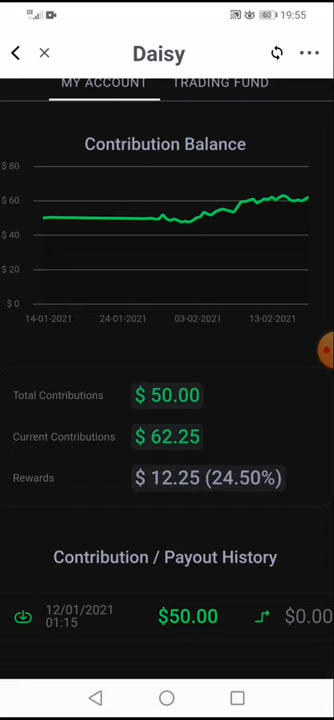 63 19:55
Daisy
MY ACCOUNT TRADING FUND
Contribution Balance
$ 80
$ 60
$ 40
$ 20
$ 0
14-01-2021 24-01-2021 03-02-2021 13-02-2021
Total Contributions $ 50.00
Current Contributions $ 62.25
Rewards $ 12.25 (24.50%)
Contribution / Payout History
12/01/2021
01:15
$50.00 $0.00